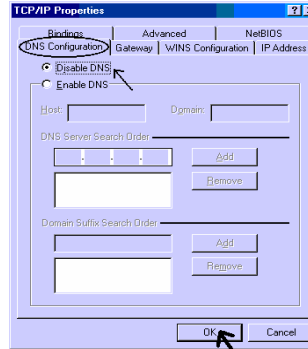 TCP/IP Properties
Bindings Advanced NetBIOS
DNS Configuration Gateway WINS Configuration IP Address
Disable DNS
Enable DNS
Host: Domain:
DNS Server Search Order
Add
Remove
Domain Suffix Search Order
Add
Remove
OK Cancel